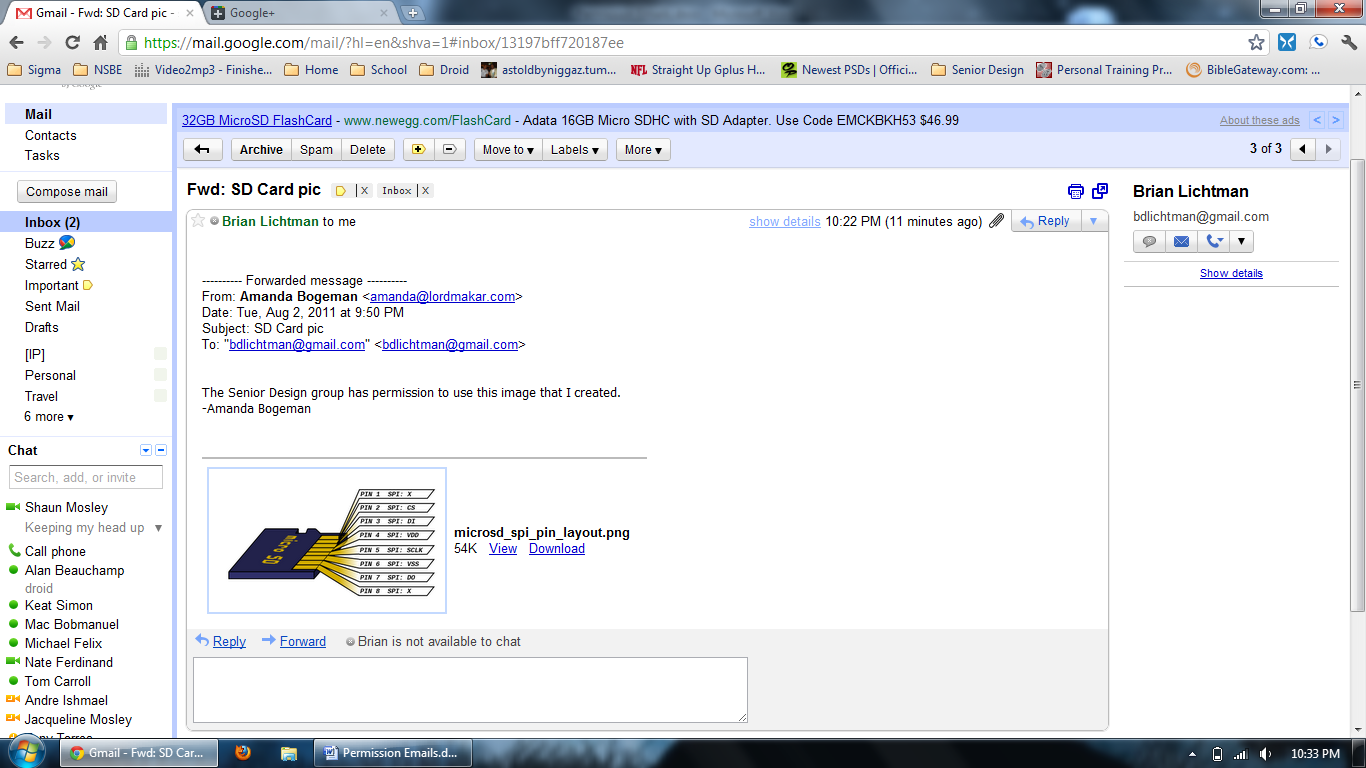 Gmail - Fwd: SD Card pic -
Google+
https://mail.google.com/mail/?hl=en&shva=1#inbox/13197bff720187ee
Sigma NSBE Video2mp3 - Finishe... Home School Droid astoldbyniggaz.tum... Straight Up Gplus H... Newest PSDs | Offici... Senior Design Personal Training Pr... BibleGateway.com: ...
Mail
Contacts
Tasks
Compose mail
Inbox (2)
Buzz
Starred
Important
Sent Mail
Drafts
[IP]
Personal
Travel
6 more ▾
Chat
Search, add, or invite
Shaun Mosley
Keeping my head up
Call phone
Alan Beauchamp
droid
Keat Simon
Mac Bobmanuel
Michael Felix
Nate Ferdinand
Tom Carroll
Andre Ishmael
Jacqueline Mosley
32GB MicroSD FlashCard - www.newegg.com/FlashCard - Adata 16GB Micro SDHC with SD Adapter. Use Code EMCKBKH53 $46.99
About these ads < >
Archive Spam Delete Move to ▾ Labels ▾ More ▾ 3 of 3
Fwd: SD Card pic | X Inbox | X
Brian Lichtman to me show details 10:22 PM (11 minutes ago) Reply
---------- Forwarded message ----------
From: Amanda Bogeman <amanda@lordmakar.com>
Date: Tue, Aug 2, 2011 at 9:50 PM
Subject: SD Card pic
To: "bdlichtman@gmail.com" <bdlichtman@gmail.com>
The Senior Design group has permission to use this image that I created.
-Amanda Bogeman
micro SD
PIN 1 SPI: X
PIN 2 SPI: CS
PIN 3 SPI: DI
PIN 4 SPI: VDD
PIN 5 SPI: SCLK
PIN 6 SPI: VSS
PIN 7 SPI: DO
PIN 8 SPI: X
microsd_spi_pin_layout.png
54K View Download
Reply Forward Brian is not available to chat
Brian Lichtman
bdlichtman@gmail.com
Show details
Gmail - Fwd: SD Car... Permission Emails.d... 10:33 PM